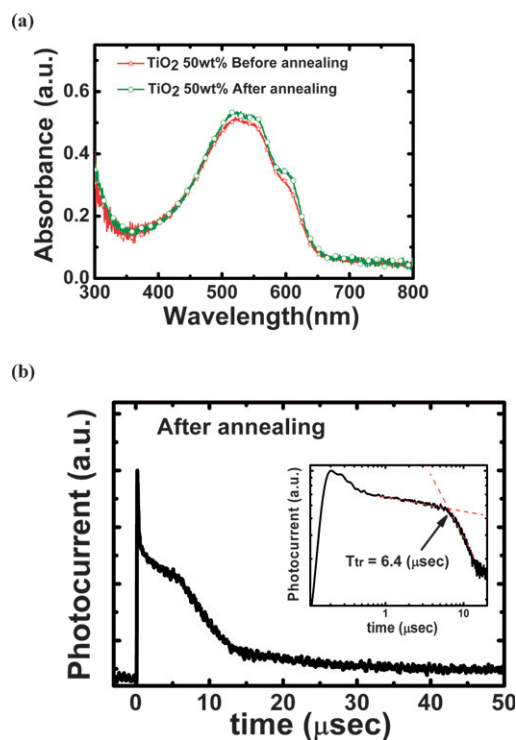 (a)
TiO2 50wt% Before annealing
TiO2 50wt% After annealing
Absorbance (a.u.)
0.6
0.4
0.2
0.0
300 400 500 600 700 800
Wavelength(nm)
(b)
After annealing
Photocurrent (a.u.)
Photocurrent (a.u.)
Ttr = 6.4 (μsec)
1 10
time (μsec)
0 10 20 30 40 50
time [μsec)